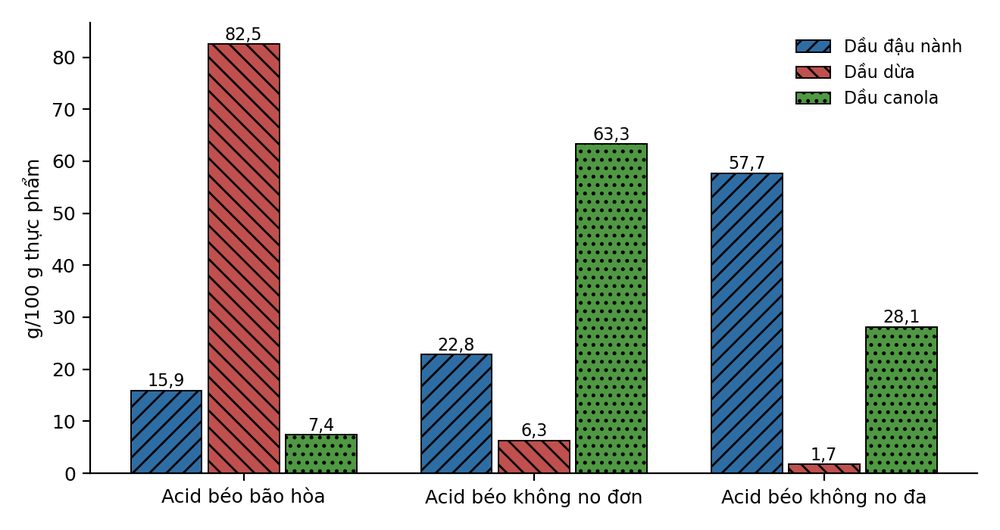 g/100 g thực phẩm
80
70
60
50
40
30
20
10
0
15,9
82,5
7,4
22,8
6,3
63,3
57,7
1,7
28,1
Dầu đậu nành
Dầu dừa
Dầu canola
Acid béo bão hòa
Acid béo không no đơn
Acid béo không no đa